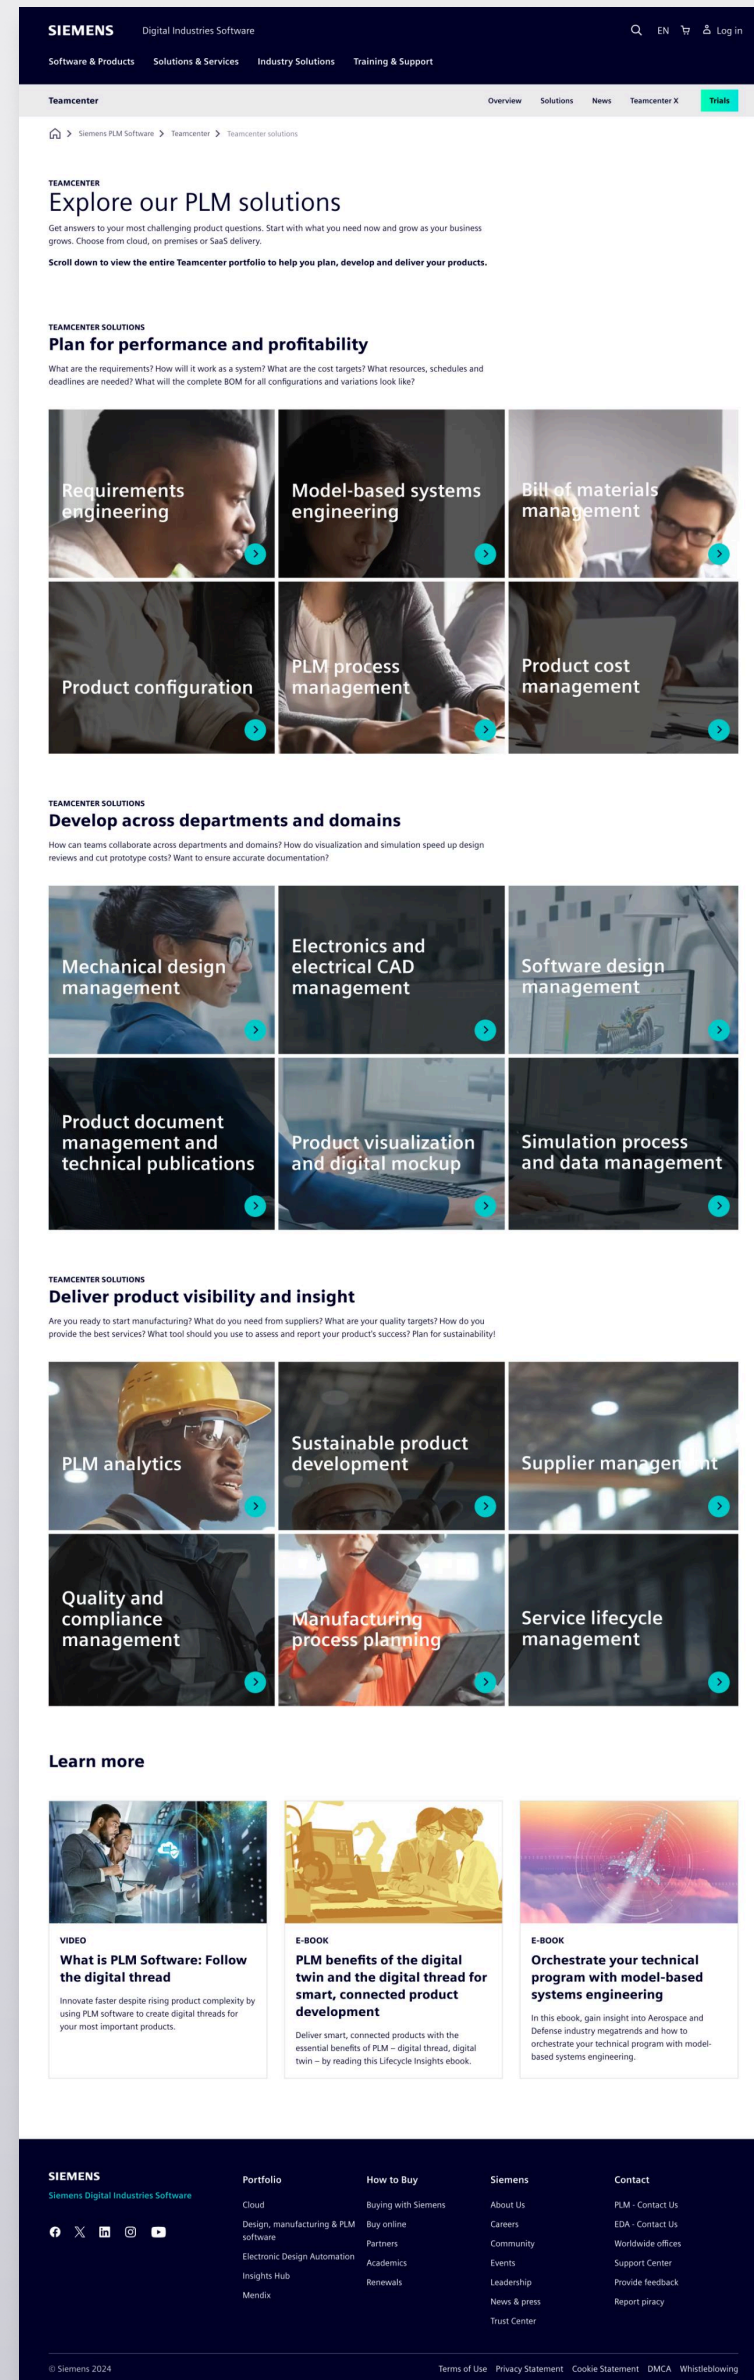 SIEMENS
Digital Industries Software
EN
Log in
Software & Products
Solutions & Services
Industry Solutions
Training & Support
Teamcenter
Overview
Solutions
News
Teamcenter X
Trials
Siemens PLM Software
Teamcenter
Teamcenter solutions
TEAMCENTER
Explore our PLM solutions
Get answers to your most challenging product questions. Start with what you need now and grow as your business
grows. Choose from cloud, on premises or SaaS delivery.
Scroll down to view the entire Teamcenter portfolio to help you plan, develop and deliver your products.
TEAMCENTER SOLUTIONS
Plan for performance and profitability
What are the requirements? How will it work as a system? What are the cost targets? What resources, schedules and
deadlines are needed? What will the complete BOM for all configurations and variations look like?
Requirements
engineering
Model-based systems
engineering
Bill of materials
management
Product configuration
PLM process
management
Product cost
management
TEAMCENTER SOLUTIONS
Develop across departments and domains
How can teams collaborate across departments and domains? How do visualization and simulation speed up design
reviews and cut prototype costs? Want to ensure accurate documentation?
Mechanical design
management
Electronics and
electrical CAD
management
Software design
management
Product document
management and
technical publications
Product visualization
and digital mockup
Simulation process
and data management
TEAMCENTER SOLUTIONS
Deliver product visibility and insight
Are you ready to start manufacturing? What do you need from suppliers? What are your quality targets? How do you
provide the best services? What tool should you use to assess and report your product's success? Plan for sustainability!
PLM analytics
Sustainable product
development
Supplier management
Quality and
compliance
management
Manufacturing
process planning
Service lifecycle
management
Learn more
VIDEO
What is PLM Software: Follow
the digital thread
Innovate faster despite rising product complexity by
using PLM software to create digital threads for
your most important products.
E-BOOK
PLM benefits of the digital
twin and the digital thread for
smart, connected product
development
Deliver smart, connected products with the
essential benefits of PLM – digital thread, digital
twin – by reading this Lifecycle Insights ebook.
E-BOOK
Orchestrate your technical
program with model-based
systems engineering
In this ebook, gain insight into Aerospace and
Defense industry megatrends and how to
orchestrate your technical program with model-
based systems engineering.
SIEMENS
Siemens Digital Industries Software
Portfolio
Cloud
Design, manufacturing & PLM
software
Electronic Design Automation
Insights Hub
Mendix
How to Buy
Buying with Siemens
Buy online
Partners
Academics
Renewals
Siemens
About Us
Careers
Community
Events
Leadership
News & press
Trust Center
Contact
PLM - Contact Us
EDA - Contact Us
Worldwide offices
Support Center
Provide feedback
Report piracy
© Siemens 2024
Terms of Use
Privacy Statement
Cookie Statement
DMCA
Whistleblowing